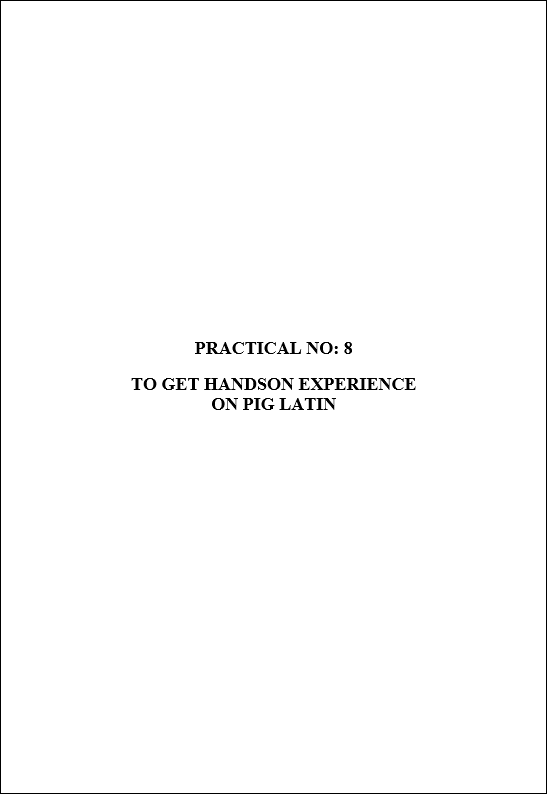 PRACTICAL NO: 8
TO GET HANDSON EXPERIENCE
ON PIG LATIN